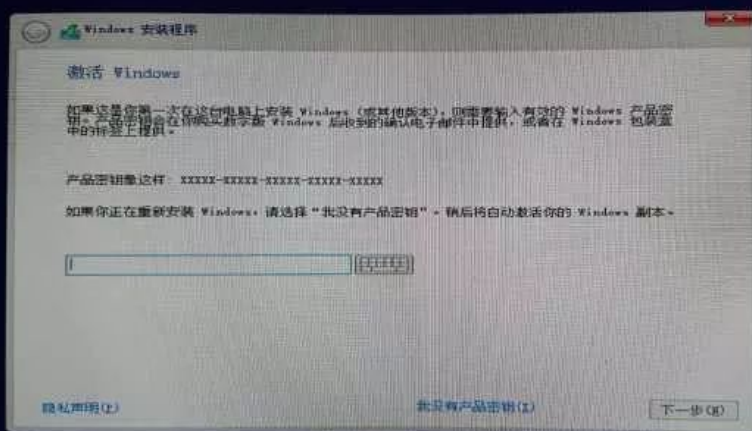 Windows 安装程序
激活 Windows
如果这是你第一次在这台电脑上安装 Windows (或其他版本)，则需要输入有效的 Windows 产品密
钥。产品密钥会在你购买数字版 Windows 后收到的确认电子邮件中提供，或者在 Windows 包装盒
中的标签上提供。
产品密钥像这样: XXXXX-XXXXX-XXXXX-XXXXX-XXXXX
如果你正在重新安装 Windows，请选择“我没有产品密钥”。稍后将自动激活你的 Windows 副本。
隐私声明(P)
我没有产品密钥(I)
下一步(N)